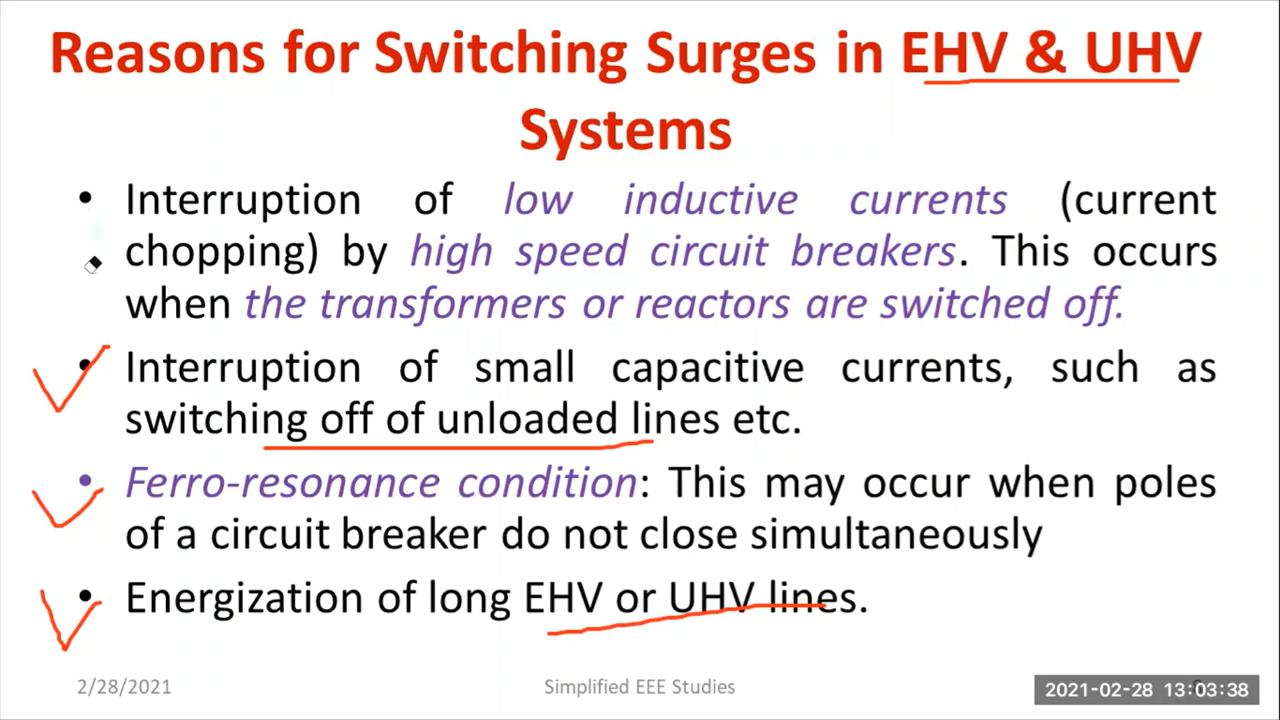 Reasons for Switching Surges in EHV & UHV
Systems
• Interruption of low inductive currents (current
chopping) by high speed circuit breakers. This occurs
when the transformers or reactors are switched off.
• Interruption of small capacitive currents, such as
switching off of unloaded lines etc.
• Ferro-resonance condition: This may occur when poles
of a circuit breaker do not close simultaneously
• Energization of long EHV or UHV lines.
2/28/2021
Simplified EEE Studies
2021-02-28 13:03:38